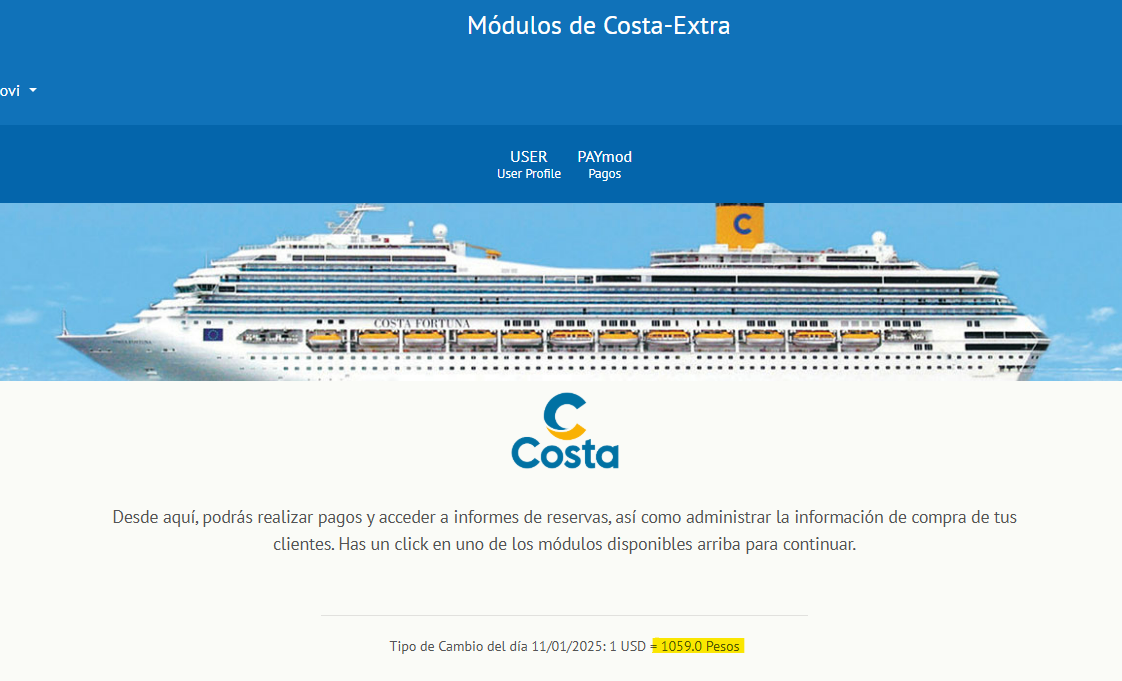 Módulos de Costa-Extra
ovi
USER PAYmod
User Profile Pagos
C
COSTA FORTUNA
COSTA FORTUNA
Costa
Desde aquí, podrás realizar pagos y acceder a informes de reservas, así como administrar la información de compra de tus
clientes. Has un click en uno de los módulos disponibles arriba para continuar.
Tipo de Cambio del día 11/01/2025: 1 USD = 1059.0 Pesos